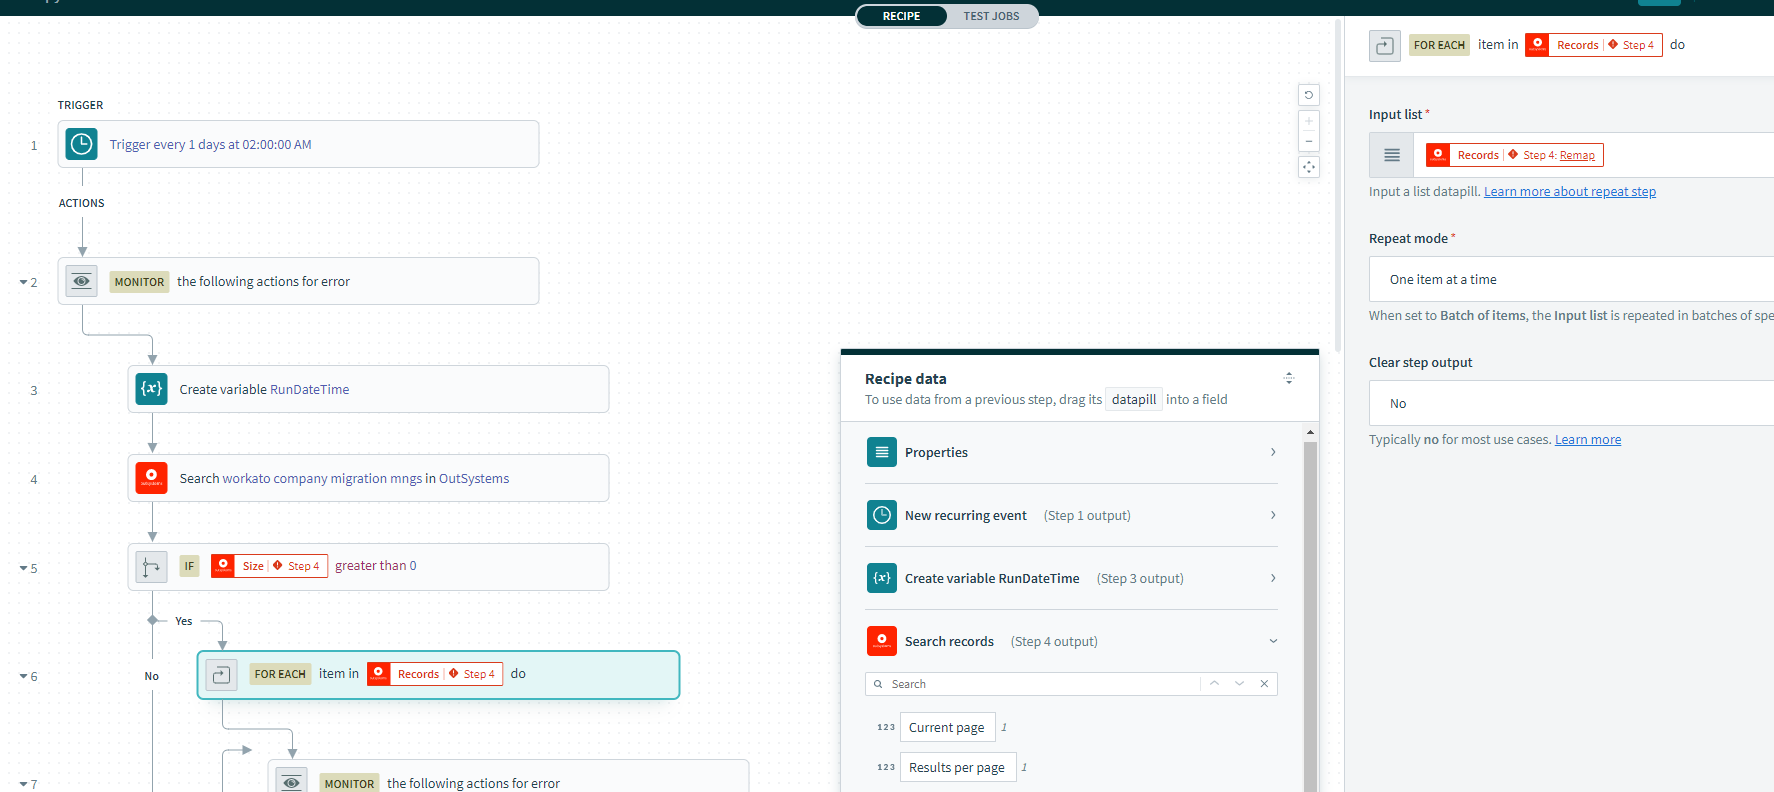 RECIPE
TEST JOBS
TRIGGER
1
Trigger every 1 days at 02:00:00 AM
ACTIONS
2
MONITOR the following actions for error
3
{x} Create variable RunDateTime
4
Search workato company migration mngs in OutSystems
5
IF Size | Step 4 greater than 0
Yes
No
6
FOR EACH item in Records | Step 4 do
7
MONITOR the following actions for error
Recipe data
To use data from a previous step, drag its datapill into a field
Properties
New recurring event (Step 1 output)
{x} Create variable RunDateTime (Step 3 output)
Search records (Step 4 output)
Search
123 Current page 1
123 Results per page 1
FOR EACH item in Records | Step 4 do
Input list *
Records | Step 4: Remap
Input a list datapill. Learn more about repeat step
Repeat mode *
One item at a time
When set to Batch of items, the Input list is repeated in batches of spe
Clear step output
No
Typically no for most use cases. Learn more